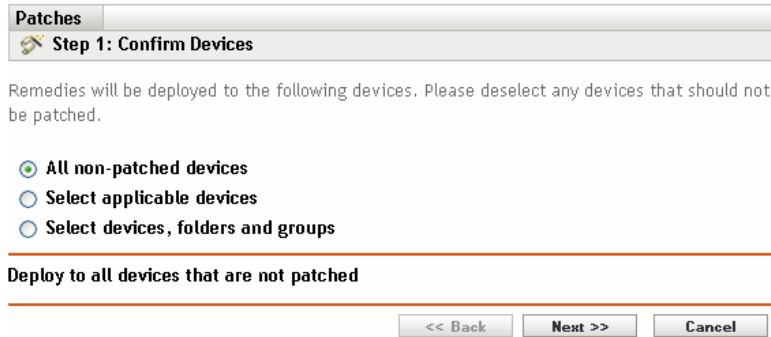 Patches
Step 1: Confirm Devices
Remedies will be deployed to the following devices. Please deselect any devices that should not
be patched.
All non-patched devices
Select applicable devices
Select devices, folders and groups
Deploy to all devices that are not patched
<< Back Next >> Cancel